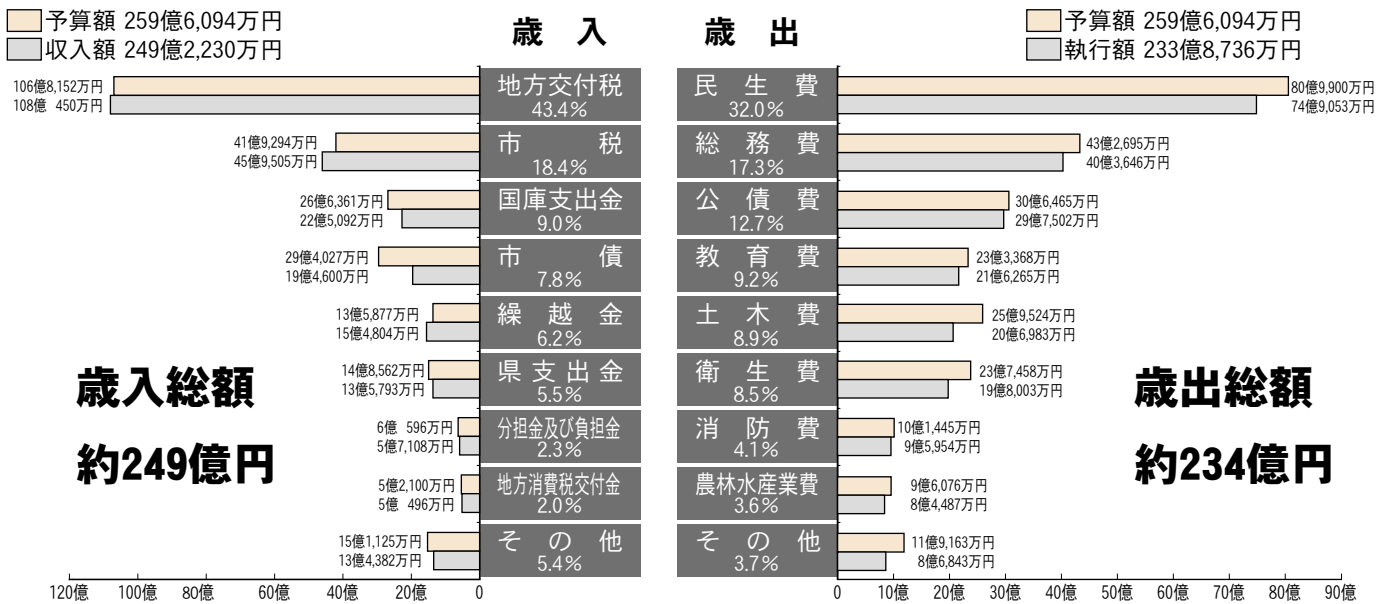 予算額 259億6,094万円
収入額 249億2,230万円
歳 入
歳 出
予算額 259億6,094万円
執行額 233億8,736万円
106億8,152万円
108億 450万円
地方交付税
43.4%
41億9,294万円
45億9,505万円
市 税
18.4%
26億6,361万円
22億5,092万円
国庫支出金
9.0%
29億4,027万円
19億4,600万円
市 債
7.8%
13億5,877万円
15億4,804万円
繰 越 金
6.2%
14億8,562万円
13億5,793万円
県 支 出 金
5.5%
6億 596万円
5億7,108万円
分担金及び負担金
2.3%
5億2,100万円
5億 496万円
地方消費税交付金
2.0%
15億1,125万円
13億4,382万円
そ の 他
5.4%
歳入総額
約249億円
120億 100億 80億 60億 40億 20億 0
民 生 費
32.0%
80億9,900万円
74億9,053万円
総 務 費
17.3%
43億2,695万円
40億3,646万円
公 債 費
12.7%
30億6,465万円
29億7,502万円
教 育 費
9.2%
23億3,368万円
21億6,265万円
土 木 費
8.9%
25億9,524万円
20億6,983万円
衛 生 費
8.5%
23億7,458万円
19億8,003万円
消 防 費
4.1%
10億1,445万円
9億5,954万円
農林水産業費
3.6%
9億6,076万円
8億4,487万円
そ の 他
3.7%
11億9,163万円
8億6,843万円
歳出総額
約234億円
0 10億 20億 30億 40億 50億 60億 70億 80億 90億